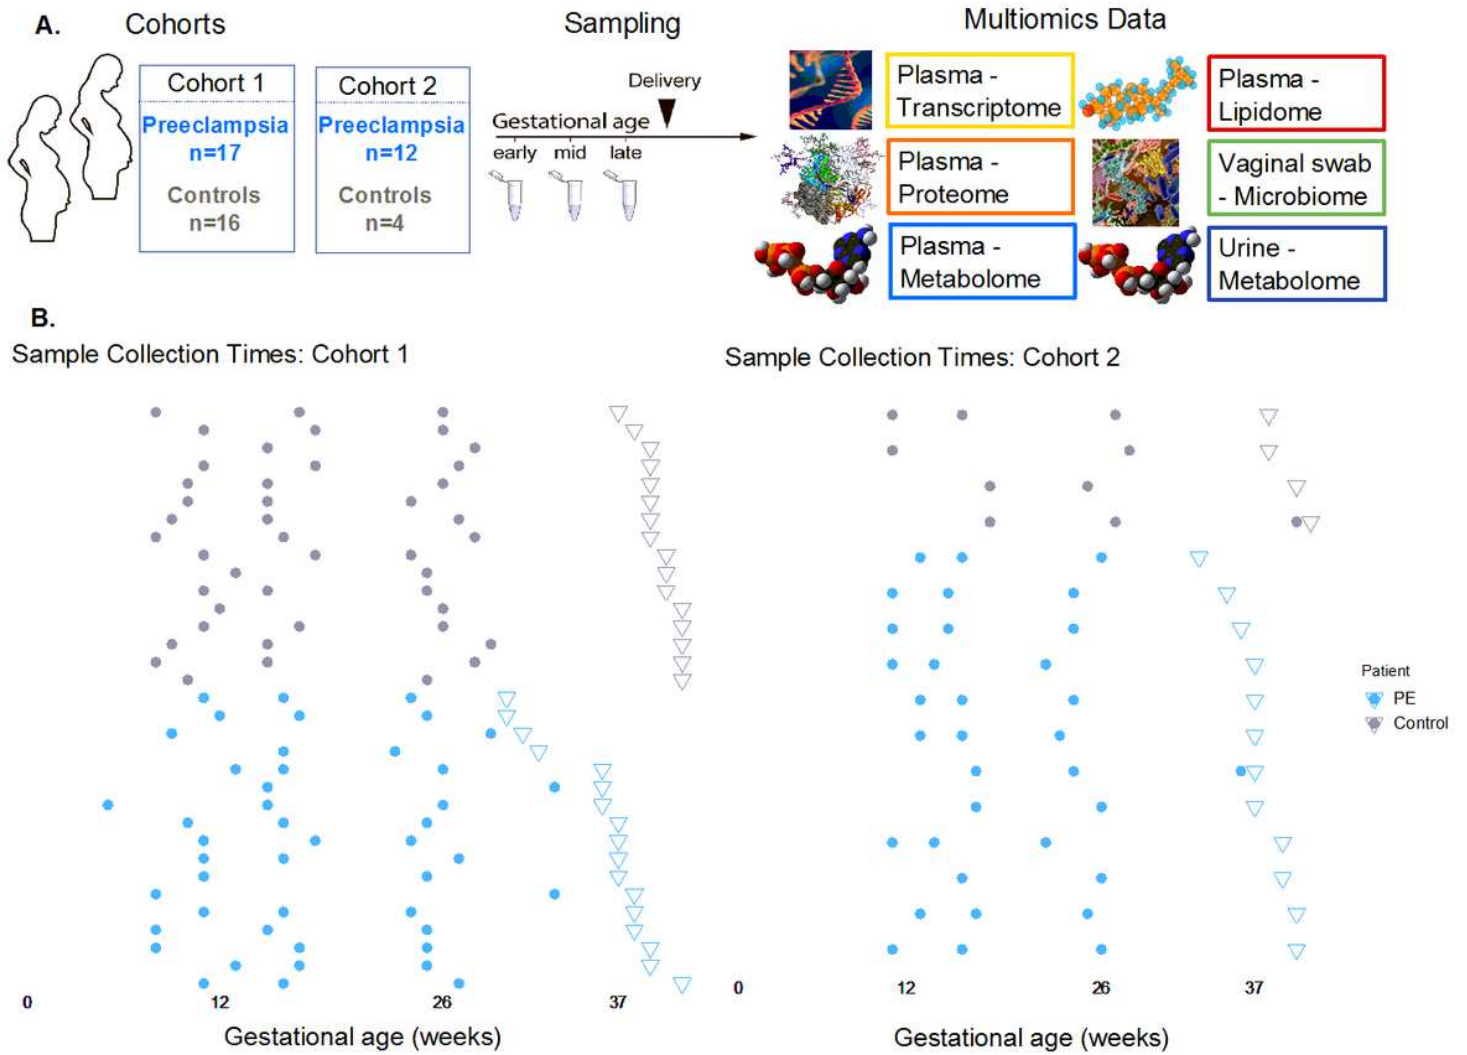 A. Cohorts
Sampling
Multiomics Data
Cohort 1
Preeclampsia
n=17
Controls
n=16
Cohort 2
Preeclampsia
n=12
Controls
n=4
Delivery
Gestational age
early mid late
Plasma -
Transcriptome
Plasma -
Lipidome
Plasma -
Proteome
Vaginal swab
- Microbiome
Plasma -
Metabolome
Urine -
Metabolome
B.
Sample Collection Times: Cohort 1
Sample Collection Times: Cohort 2
Patient
PE
Control
0 12 26 37
Gestational age (weeks)
0 12 26 37
Gestational age (weeks)